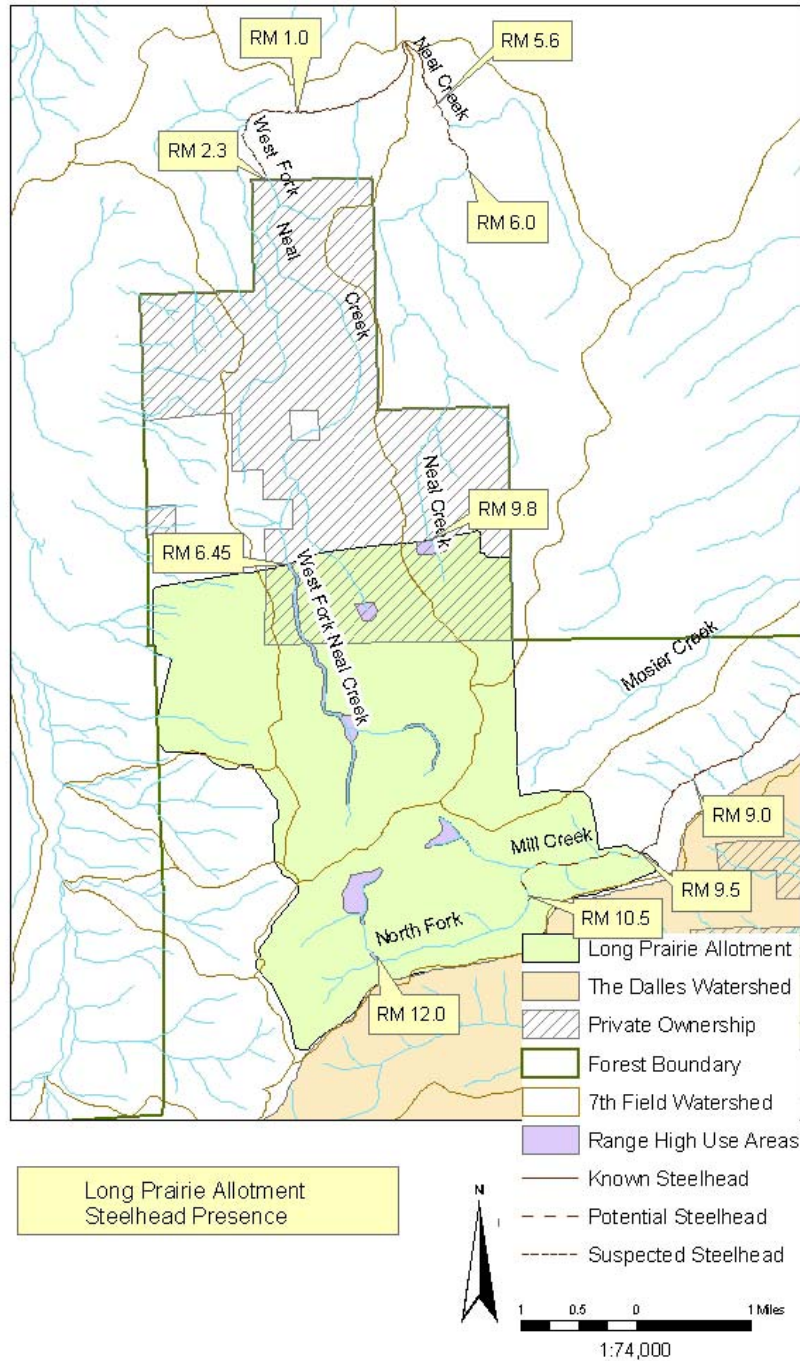 RM 1.0
Neal Creek
RM 5.6
RM 2.3
West Fork
RM 6.0
Neal
Creek
Neal Creek
RM 9.8
RM 6.45
West Fork Neal Creek
Mosier Creek
RM 9.0
Mill Creek
RM 9.5
RM 10.5
North Fork
RM 12.0
Long Prairie Allotment
The Dalles Watershed
Private Ownership
Forest Boundary
7th Field Watershed
Range High Use Areas
Known Steelhead
Potential Steelhead
Suspected Steelhead
Long Prairie Allotment
Steelhead Presence
N
1 0.5 0 1 Miles
1:74,000